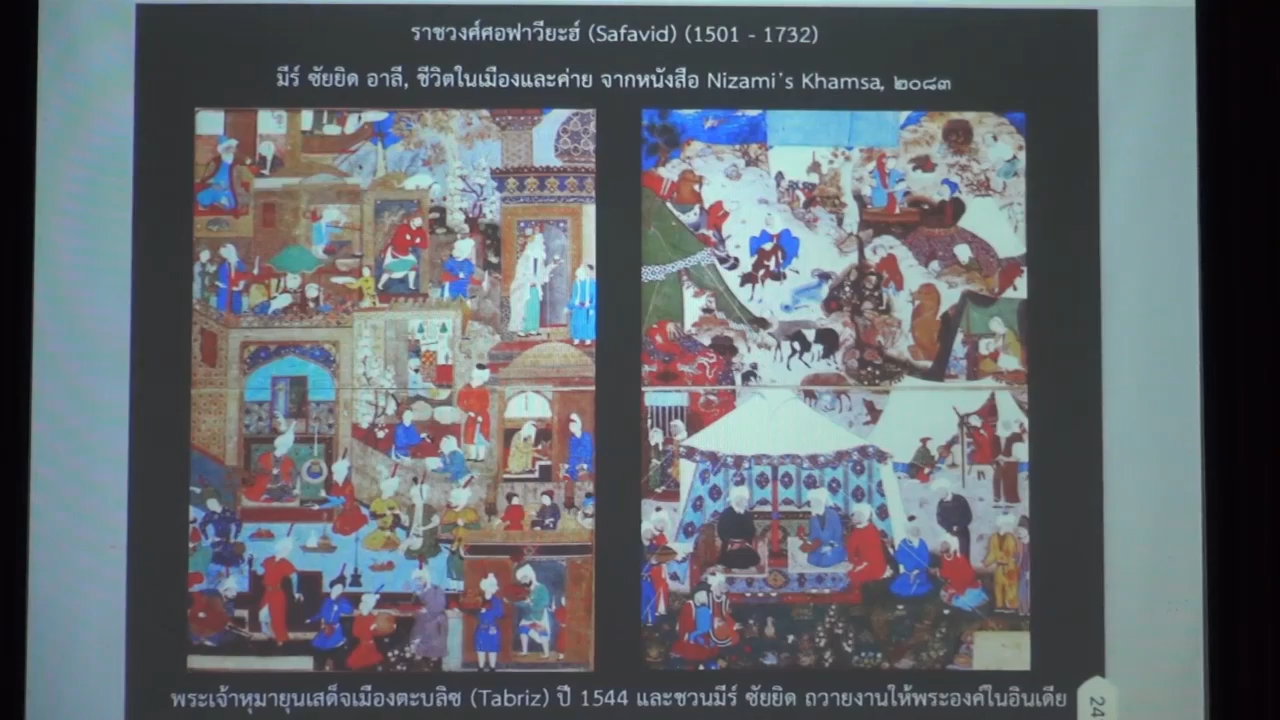 ราชวงศ์ศอฟาวียะฮ์ (Safavid) (1501 - 1732)
มีร์ ซัยยิด อาลี, ชีวิตในเมืองและค่าย จากหนังสือ Nizami's Khamsa, ๒๐๘๓
พระเจ้าหุมายุนเสด็จเมืองตะบลิซ (Tabriz) ปี 1544 และชวนมีร์ ซัยยิด ถวายงานให้พระองค์ในอินเดีย
24